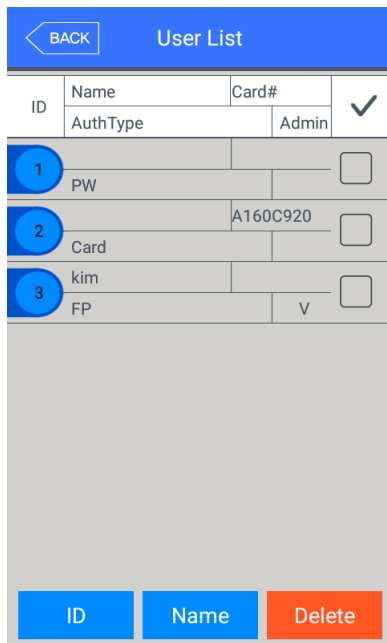 BACK User List
ID Name Card#
AuthType Admin
1
PW
2 A160C920
Card
3 kim
FP V
ID Name Delete